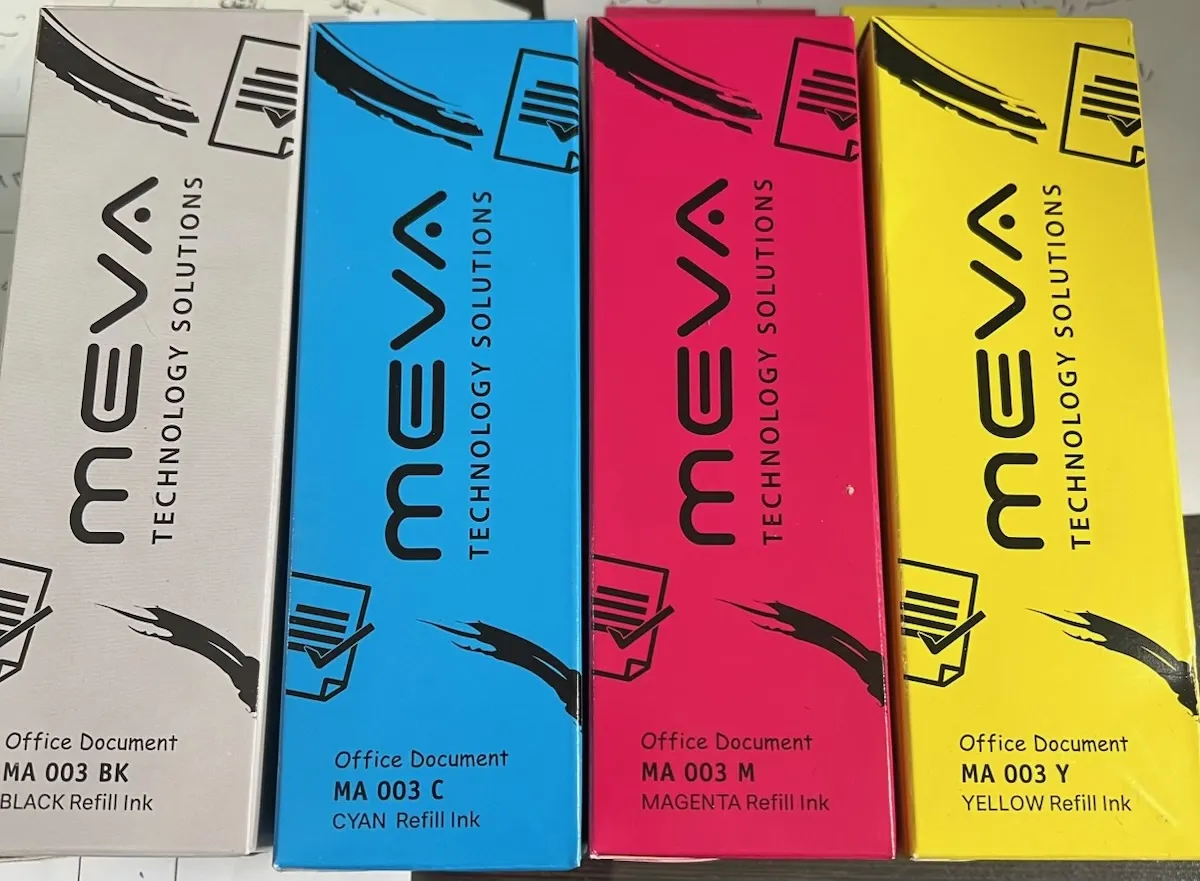 MEVA
TECHNOLOGY SOLUTIONS
Office Document
MA 003 BK
BLACK Refill Ink
MEVA
TECHNOLOGY SOLUTIONS
Office Document
MA 003 C
CYAN Refill Ink
MEVA
TECHNOLOGY SOLUTIONS
Office Document
MA 003 M
MAGENTA Refill Ink
MEVA
TECHNOLOGY SOLUTIONS
Office Document
MA 003 Y
YELLOW Refill Ink